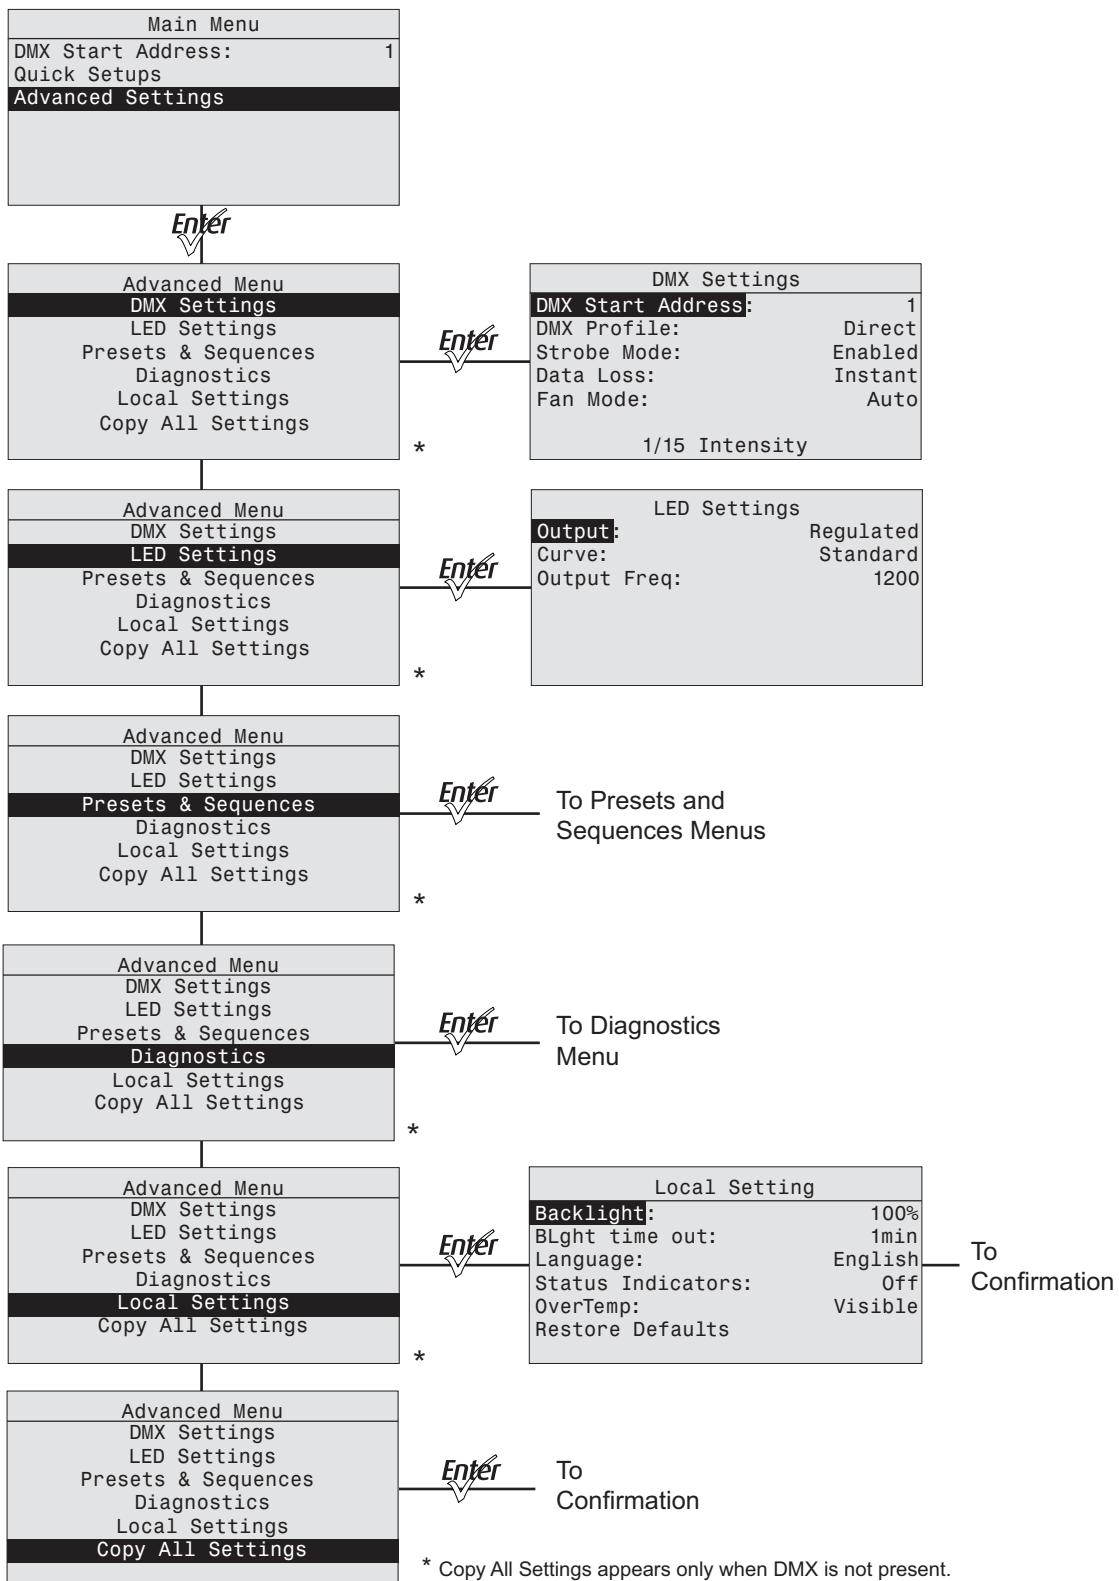 Main Menu
DMX Start Address: 1
Quick Setups
Advanced Settings
Enter
Advanced Menu
DMX Settings
LED Settings
Presets & Sequences
Diagnostics
Local Settings
Copy All Settings
*
Enter
DMX Settings
DMX Start Address: 1
DMX Profile: Direct
Strobe Mode: Enabled
Data Loss: Instant
Fan Mode: Auto
1/15 Intensity
Advanced Menu
DMX Settings
LED Settings
Presets & Sequences
Diagnostics
Local Settings
Copy All Settings
*
Enter
LED Settings
Output: Regulated
Curve: Standard
Output Freq: 1200
Advanced Menu
DMX Settings
LED Settings
Presets & Sequences
Diagnostics
Local Settings
Copy All Settings
*
Enter
To Presets and
Sequences Menus
Advanced Menu
DMX Settings
LED Settings
Presets & Sequences
Diagnostics
Local Settings
Copy All Settings
*
Enter
To Diagnostics
Menu
Advanced Menu
DMX Settings
LED Settings
Presets & Sequences
Diagnostics
Local Settings
Copy All Settings
*
Enter
Local Setting
Backlight: 100%
BLght time out: 1min
Language: English
Status Indicators: Off
OverTemp: Visible
Restore Defaults
To
Confirmation
Advanced Menu
DMX Settings
LED Settings
Presets & Sequences
Diagnostics
Local Settings
Copy All Settings
Enter
To
Confirmation
* Copy All Settings appears only when DMX is not present.